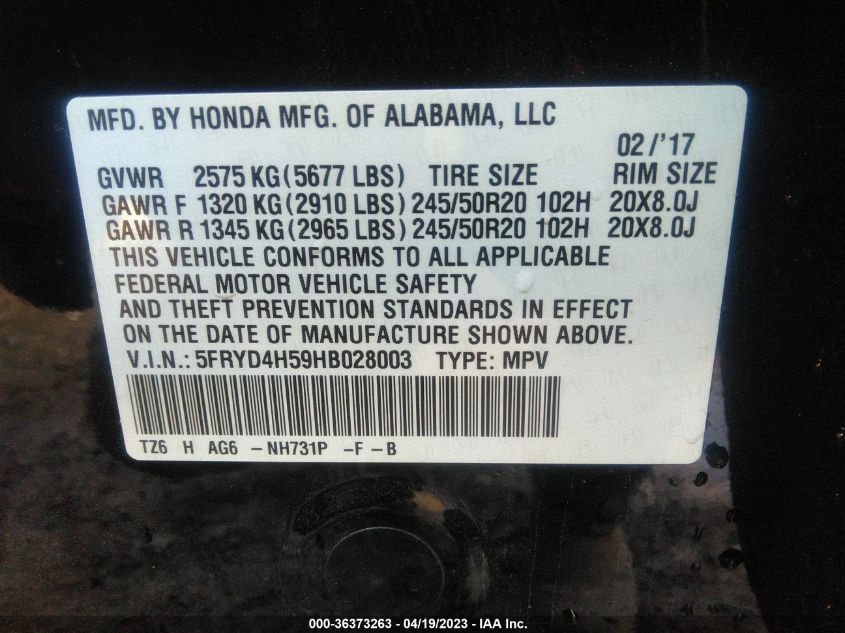 MFD. BY HONDA MFG. OF ALABAMA, LLC
02/'17
GVWR 2575 KG(5677 LBS) TIRE SIZE RIM SIZE
GAWR F 1320 KG(2910 LBS) 245/50R20 102H 20X8.0J
GAWR R 1345 KG(2965 LBS) 245/50R20 102H 20X8.0J
THIS VEHICLE CONFORMS TO ALL APPLICABLE
FEDERAL MOTOR VEHICLE SAFETY
AND THEFT PREVENTION STANDARDS IN EFFECT
ON THE DATE OF MANUFACTURE SHOWN ABOVE.
V.I.N.: 5FRYD4H59HB028003 TYPE: MPV
TZ6 H AG6 -NH731P -F -B
000-36373263 - 04/19/2023 - IAA Inc.